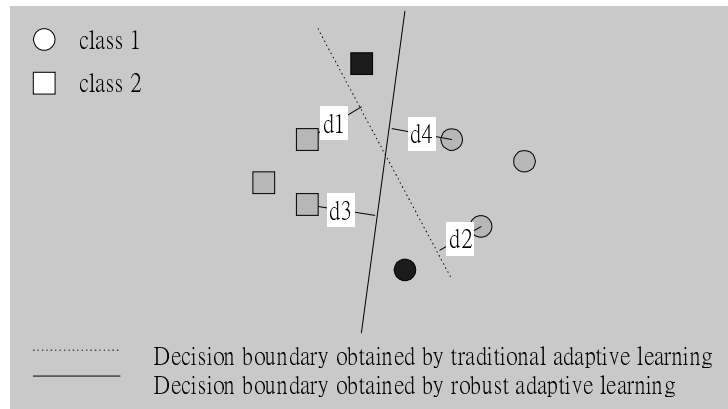 class 1
class 2
d1
d4
d3
d2
Decision boundary obtained by traditional adaptive learning
Decision boundary obtained by robust adaptive learning